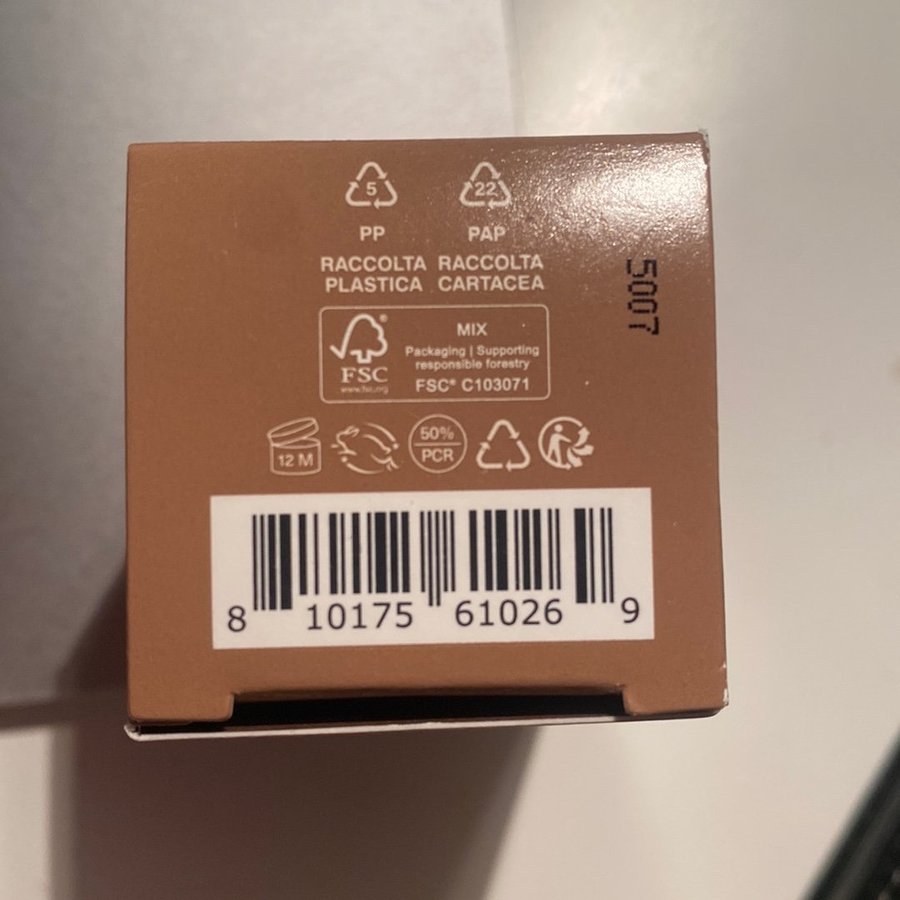 5 22
PP PAP
RACCOLTA RACCOLTA
PLASTICA CARTACEA
MIX
Packaging | Supporting
responsible forestry
FSC® C103071
FSC®
www.fsc.org
5007
12 M
50%
PCR
8 10175 61026 9